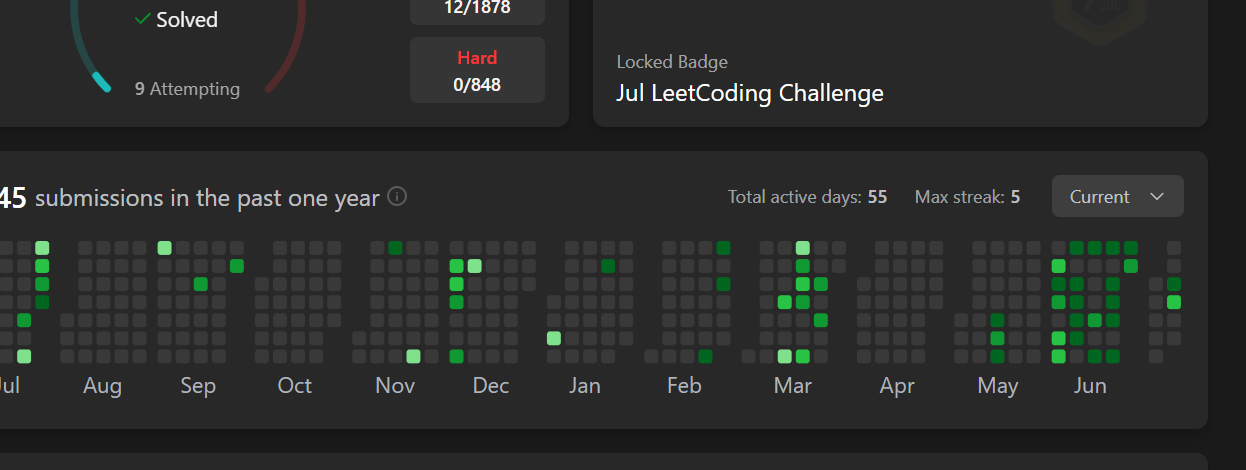 12/1878
Solved
Hard
0/848
9 Attempting
Locked Badge
Jul LeetCoding Challenge
45 submissions in the past one year
Total active days: 55
Max streak: 5
Current
Aug Sep Oct Nov Dec Jan Feb Mar Apr May Jun